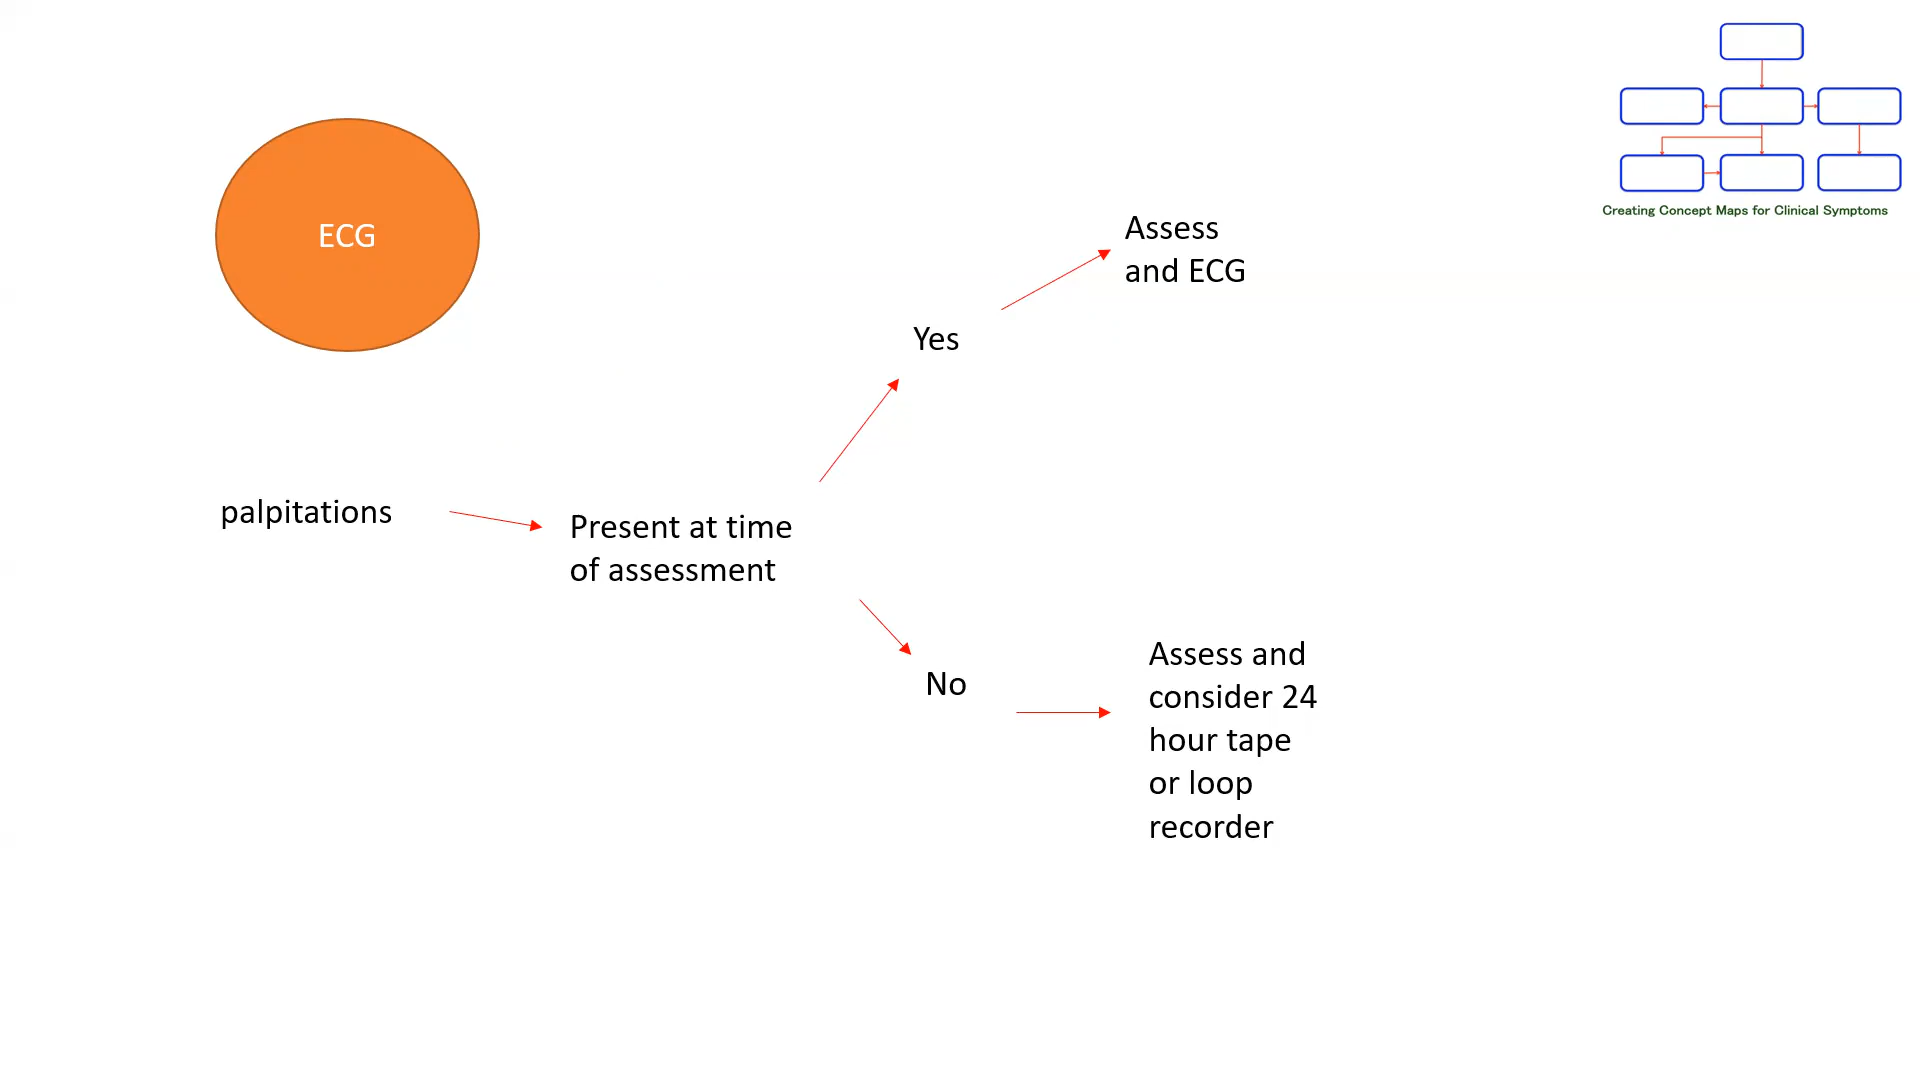 Creating Concept Maps for Clinical Symptoms
ECG
palpitations
Present at time
of assessment
Yes
Assess
and ECG
No
Assess and
consider 24
hour tape
or loop
recorder